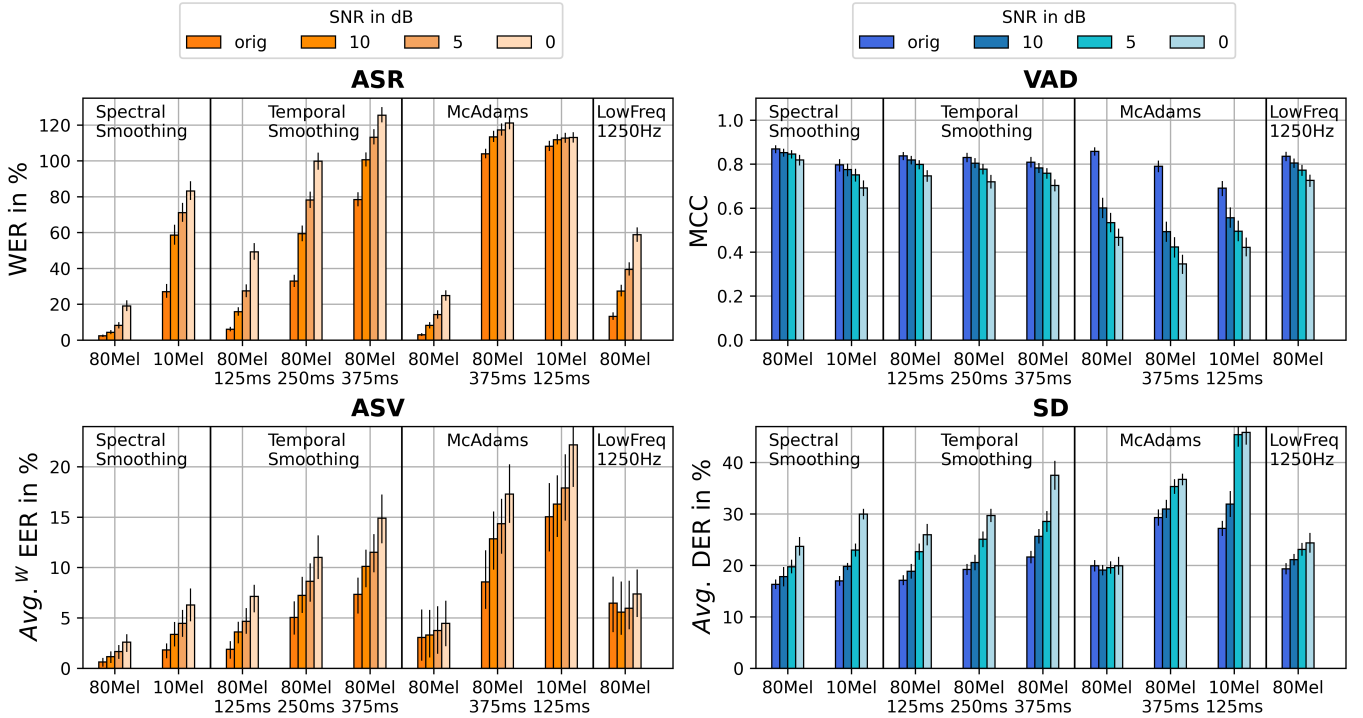 SNR in dB
orig 10 5 0
SNR in dB
orig 10 5 0
ASR
WER in %
120
100
80
60
40
20
0
Spectral
Smoothing
Temporal
Smoothing
McAdams
LowFreq
1250Hz
80Mel 10Mel 80Mel 80Mel 80Mel 80Mel 80Mel 10Mel 80Mel
125ms 250ms 375ms 375ms 125ms
VAD
MCC
1.0
0.8
0.6
0.4
0.2
0.0
Spectral
Smoothing
Temporal
Smoothing
McAdams
LowFreq
1250Hz
80Mel 10Mel 80Mel 80Mel 80Mel 80Mel 80Mel 10Mel 80Mel
125ms 250ms 375ms 375ms 125ms
ASV
Avg. w EER in %
20
15
10
5
0
Spectral
Smoothing
Temporal
Smoothing
McAdams
LowFreq
1250Hz
80Mel 10Mel 80Mel 80Mel 80Mel 80Mel 80Mel 10Mel 80Mel
125ms 250ms 375ms 375ms 125ms
SD
Avg. DER in %
40
30
20
10
0
Spectral
Smoothing
Temporal
Smoothing
McAdams
LowFreq
1250Hz
80Mel 10Mel 80Mel 80Mel 80Mel 80Mel 80Mel 10Mel 80Mel
125ms 250ms 375ms 375ms 125ms